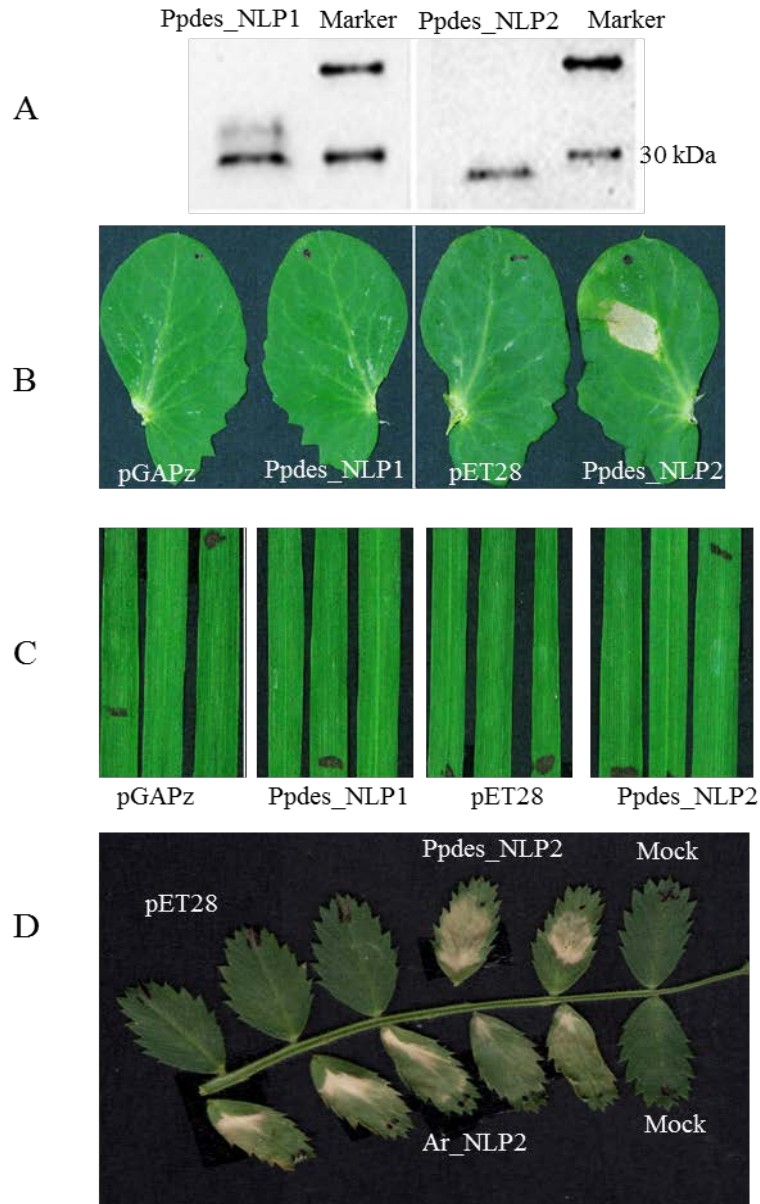 Ppdes_NLP1 Marker Ppdes_NLP2 Marker
A
30 kDa
B
pGAPz Ppdes_NLP1 pET28 Ppdes_NLP2
C
pGAPz Ppdes_NLP1 pET28 Ppdes_NLP2
Ppdes_NLP2 Mock
pET28
D
Ar_NLP2 Mock